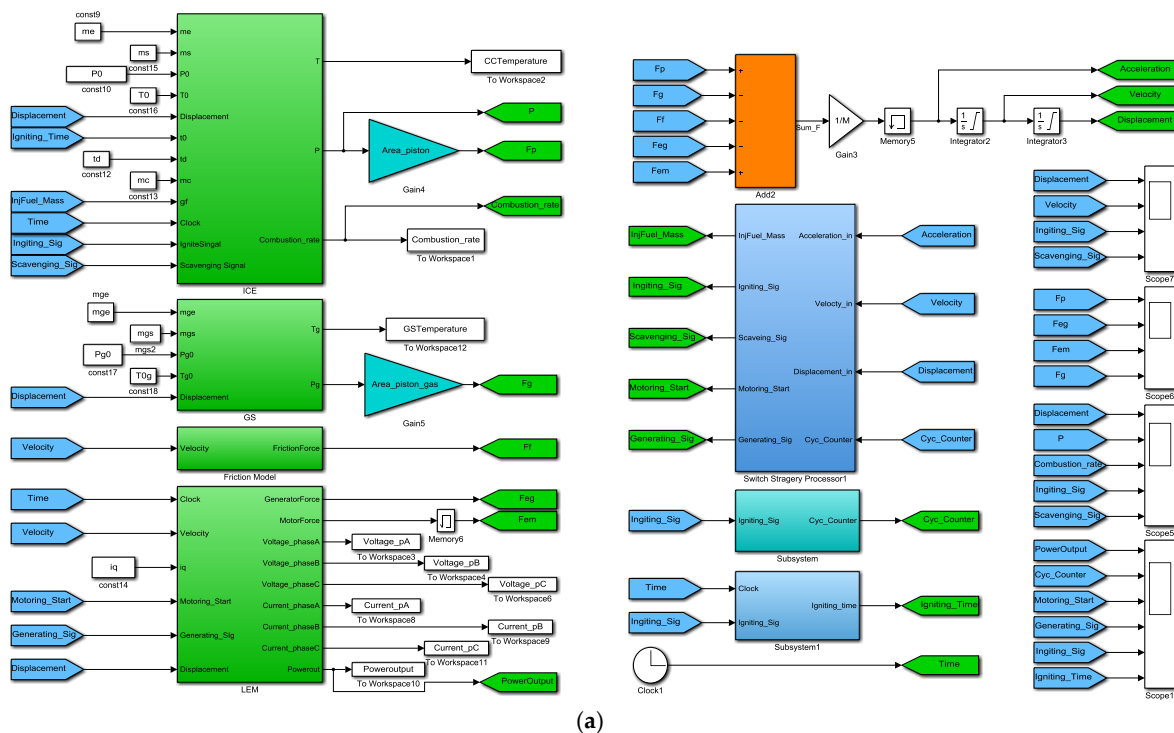 const9
me
ms
const15
P0
const10
T0
const16
Displacement
Igniting_Time
td
const12
mc
const13
InjFuel_Mass
Time
Ingiting_Sig
Scavenging_Sig
me
ms
P0
T0
Displacement
t0
td
mc
gf
Clock
IgniteSingal
Scavenging Signal
T
P
Combustion_rate
ICE
CCTemperature
To Workspace2
P
Area_piston
Gain4
Fp
Combustion_rate
Combustion_rate
To Workspace1
mge
mge
mgs
mgs2
Pg0
const17
T0g
const18
Displacement
mge
mgs
Pg0
Tg0
Displacement
Tg
Pg
GS
GSTemperature
To Workspace12
Area_piston_gas
Gain5
Fg
Velocity
Velocity
FrictionForce
Friction Model
Ff
Time
Velocity
iq
const14
Motoring_Start
Generating_Sig
Displacement
Clock
Velocity
iq
Motoring_Start
Generating_SIg
Displacement
GeneratorForce
MotorForce
Voltage_phaseA
Voltage_phaseB
Voltage_phaseC
Current_phaseA
Current_phaseB
Current_phaseC
Powerout
LEM
Feg
Memory6
Fem
Voltage_pA
To Workspace3
Voltage_pB
To Workspace4
Voltage_pC
To Workspace6
Current_pA
To Workspace8
Current_pB
To Workspace9
Current_pC
To Workspace11
Poweroutput
To Workspace10
PowerOutput
Fp
Fg
Ff
Feg
Fem
+
−
−
−
+
Add2
Sum_F
1/M
Gain3
Memory5
1
s
Integrator2
1
s
Integrator3
Acceleration
Velocity
Displacement
InjFuel_Mass
Ingiting_Sig
Scavenging_Sig
Motoring_Start
Generating_Sig
InjFuel_Mass
Igniting_Sig
Scaveing_Sig
Motoring_Start
Generating_Sig
Acceleration_in
Velocty_in
Displacement_in
Cyc_Counter
Switch Stragery Processor1
Acceleration
Velocity
Displacement
Cyc_Counter
Ingiting_Sig
Igniting_Sig
Cyc_Counter
Subsystem
Cyc_Counter
Time
Ingiting_Sig
Clock
Igniting_Sig
Igniting_time
Subsystem1
Igniting_Time
Clock1
Time
Displacement
Velocity
Ingiting_Sig
Scavenging_Sig
Scope7
Fp
Feg
Fem
Fg
Scope6
Displacement
P
Combustion_rate
Ingiting_Sig
Scavenging_Sig
Scope5
PowerOutput
Cyc_Counter
Motoring_Start
Generating_Sig
Ingiting_Sig
Igniting_Time
Scope1
(a)